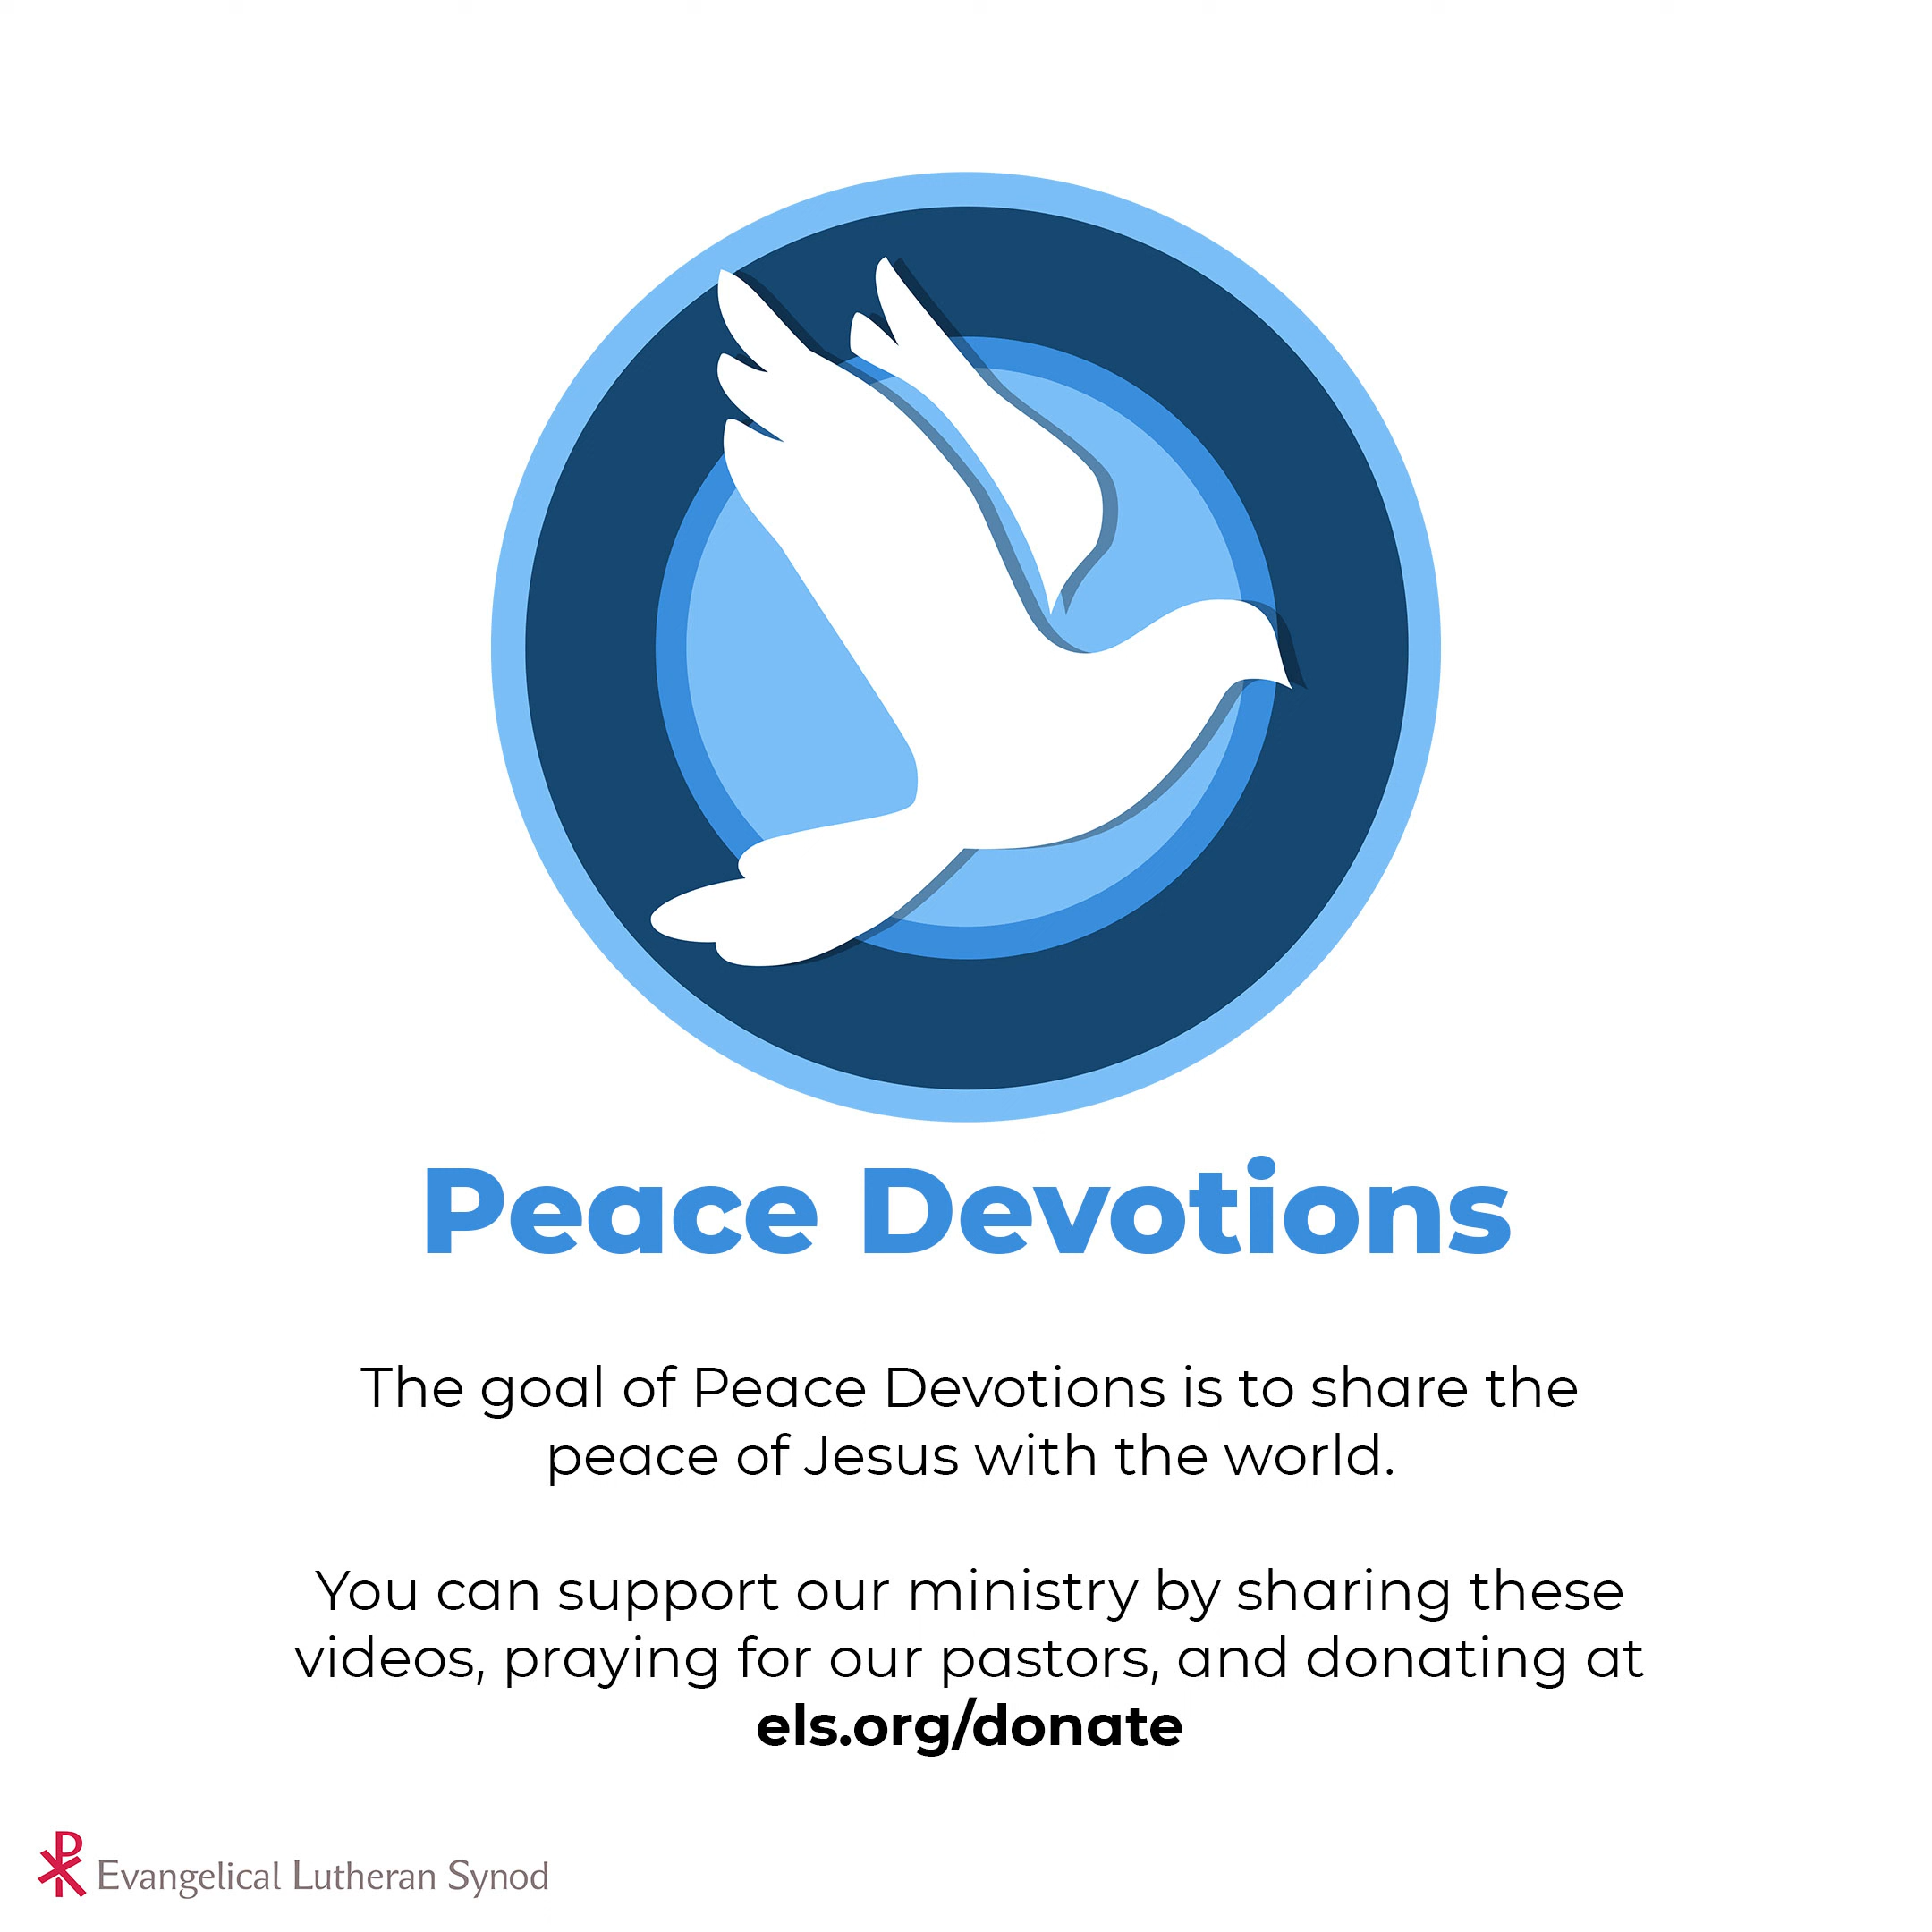 Peace Devotions
The goal of Peace Devotions is to share the
peace of Jesus with the world.
You can support our ministry by sharing these
videos, praying for our pastors, and donating at
els.org/donate
Evangelical Lutheran Synod